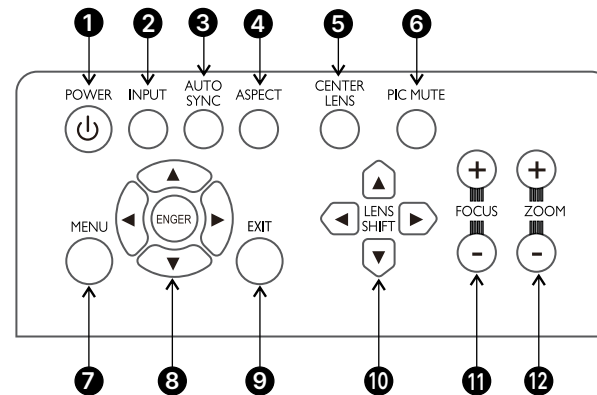 1 2 3 4 5 6
POWER INPUT AUTO SYNC ASPECT CENTER LENS PIC MUTE
MENU ENGER EXIT LENS SHIFT FOCUS ZOOM
+ +
- -
7 8 9 10 11 12